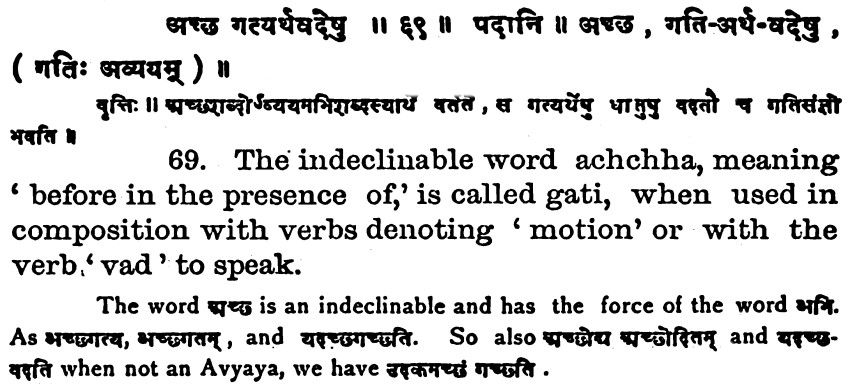 अच्छ गत्यर्थवदेषु ॥ ६९ ॥ पदानि ॥ अच्छ , गति-अर्थ-वदेषु ,
( गतिः अव्ययम् ) ॥
वृत्तिः ॥ अच्छशब्दोऽव्ययमभिशब्दस्यार्थे वर्तते , स गत्यर्थेषु धातुषु वदतौ च गतिसंज्ञो
भवति ॥
69. The indeclinable word achchha, meaning
‘ before in the presence of,’ is called gati, when used in
composition with verbs denoting ‘ motion’ or with the
verb ‘ vad ’ to speak.
The word अच्छ is an indeclinable and has the force of the word अभि.
As अच्छगत्य, अच्छगतम् , and यदच्छगच्छति. So also अच्छोद्य अच्छोदितम् and यदच्छ-
वदति when not an Avyaya, we have उदकमच्छं गच्छति .